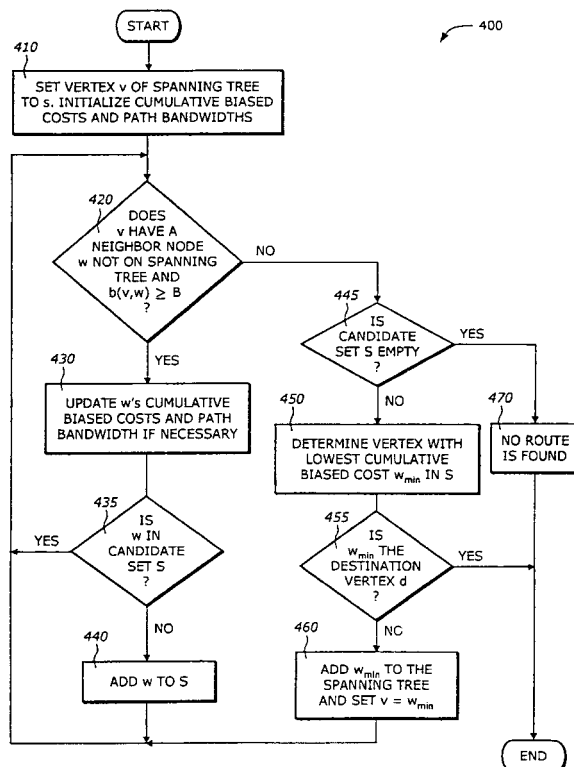 START
400
410
SET VERTEX v OF SPANNING TREE
TO s. INITIALIZE CUMULATIVE BIASED
COSTS AND PATH BANDWIDTHS
420
DOES
v HAVE A
NEIGHBOR NODE
w NOT ON SPANNING
TREE AND
b(v,w) ≥ B
?
NO
YES
430
UPDATE w'S CUMULATIVE
BIASED COSTS AND PATH
BANDWIDTH IF NECESSARY
435
IS
w IN
CANDIDATE
SET S
?
YES
NO
440
ADD w TO S
445
IS
CANDIDATE
SET S EMPTY
?
YES
NO
450
DETERMINE VERTEX WITH
LOWEST CUMULATIVE
BIASED COST wmin IN S
470
NO ROUTE
IS FOUND
455
IS
wmin THE
DESTINATION
VERTEX d
?
YES
NO
460
ADD wmin TO THE
SPANNING TREE
AND SET v = wmin
END